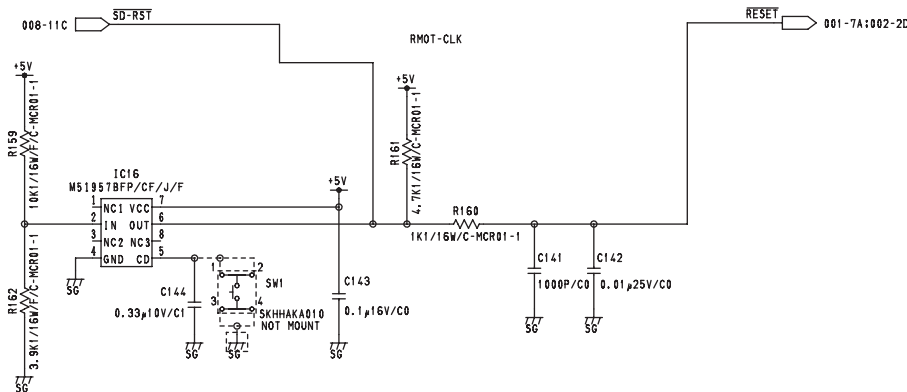 SD-RST
008-11C
RMOT-CLK
RESET
001-7A;002-2D
+5V
R159
10K1/16W/F/C-MCR01-1
+5V
R161
4.7K1/16W/C-MCR01-1
IC16
M51957BFP/CF/J/F
1 NC1 VCC 7
2 IN OUT 6
3 NC2 NC3 8
4 GND CD 5
+5V
R160
1K1/16W/C-MCR01-1
R162
3.9K1/16W/F/C-MCR01-1
SG
C144
0.33μ10V/C1
SG
1 2
3 4
SW1
SKHHAKA010
NOT MOUNT
SG
C143
0.1μ16V/C0
SG
C141
1000P/C0
SG
C142
0.01μ25V/C0
SG
SG